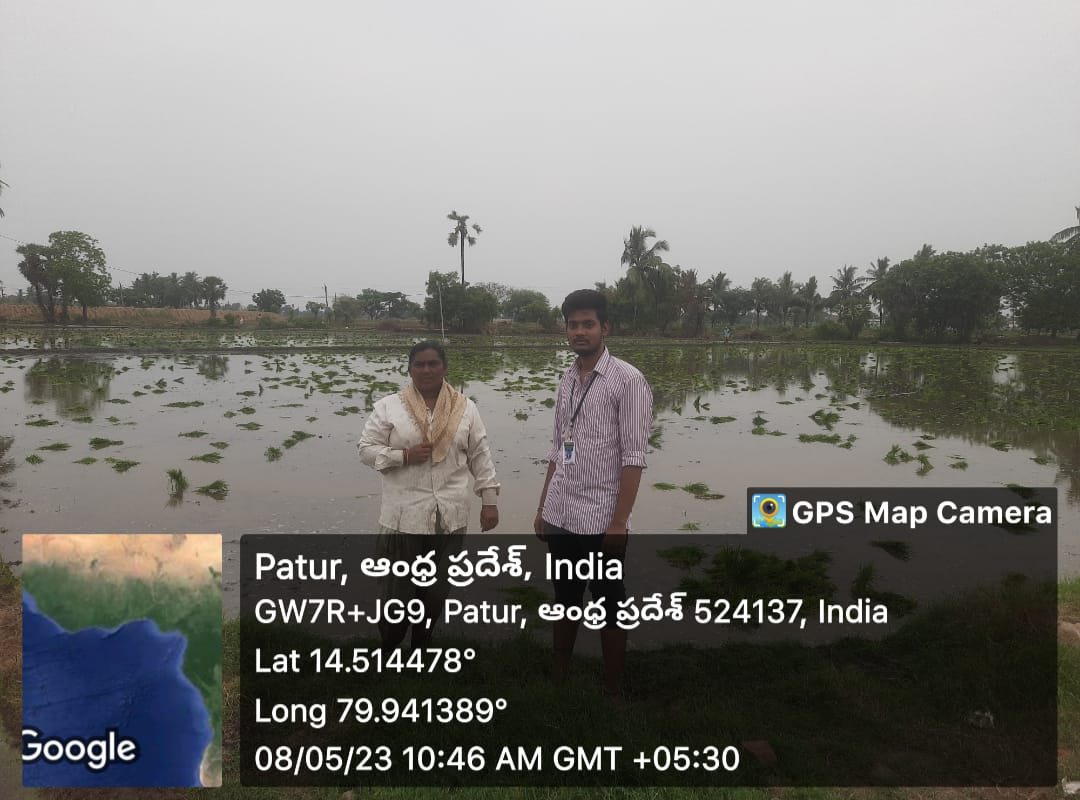 GPS Map Camera
Patur, ఆంధ్ర ప్రదేశ్, India
GW7R+JG9, Patur, ఆంధ్ర ప్రదేశ్ 524137, India
Lat 14.514478°
Long 79.941389°
08/05/23 10:46 AM GMT +05:30
Google